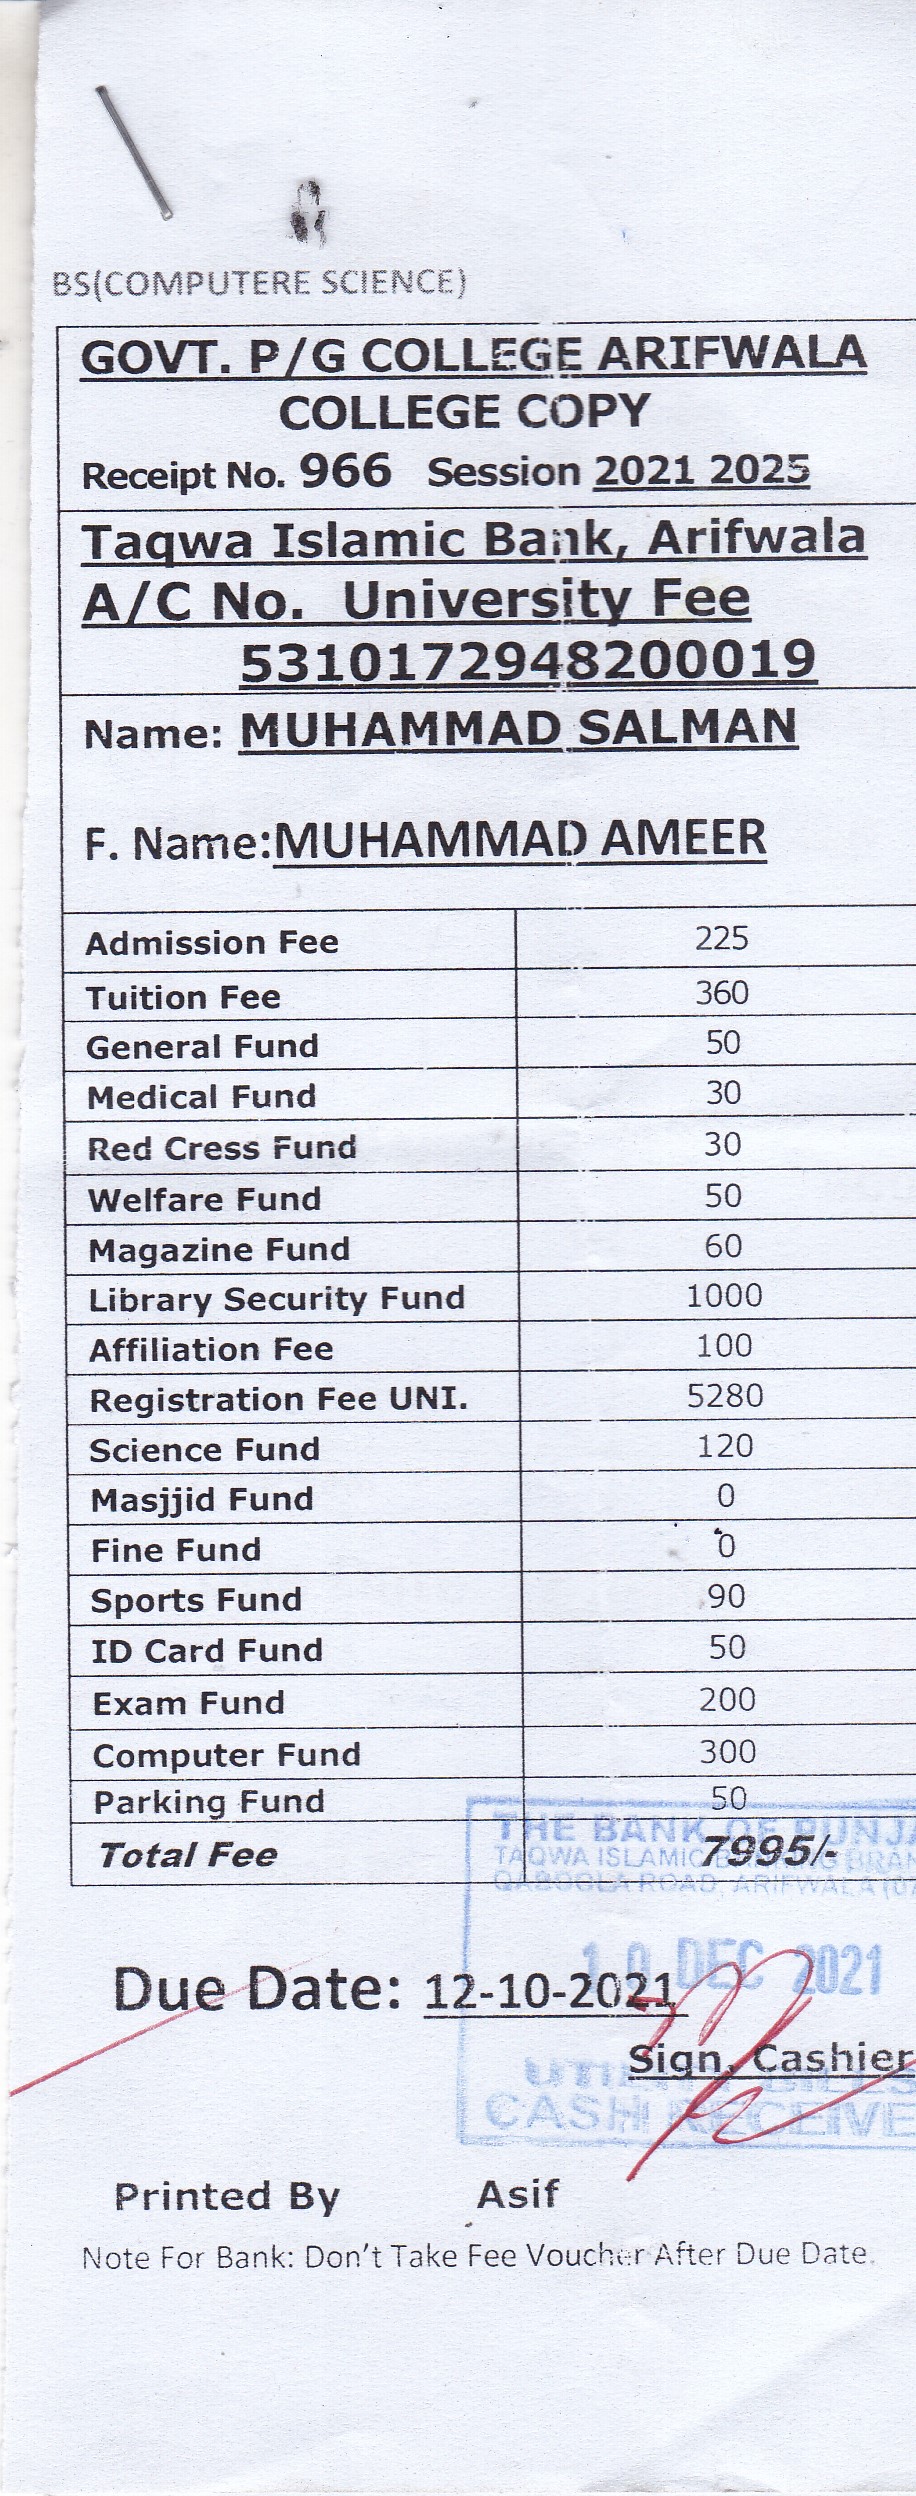 BS(COMPUTERE SCIENCE)
GOVT. P/G COLLEGE ARIFWALA
COLLEGE COPY
Receipt No. 966 Session 2021 2025
Taqwa Islamic Bank, Arifwala
A/C No. University Fee
5310172948200019
Name: MUHAMMAD SALMAN
F. Name:MUHAMMAD AMEER
Admission Fee 225
Tuition Fee 360
General Fund 50
Medical Fund 30
Red Cress Fund 30
Welfare Fund 50
Magazine Fund 60
Library Security Fund 1000
Affiliation Fee 100
Registration Fee UNI. 5280
Science Fund 120
Masjjid Fund 0
Fine Fund 0
Sports Fund 90
ID Card Fund 50
Exam Fund 200
Computer Fund 300
Parking Fund 50
THE BANK OF PUNJA
Total Fee 7995/-
TAQWA ISLAMIC BANKING BRAN
QABOOLA ROAD, ARIFWALA
DEC 2021
Due Date: 12-10-2021
Sign, Cashier
UTILITY BILLS
CASH RECEIVE
Printed By Asif
Note For Bank: Don't Take Fee Voucher After Due Date.